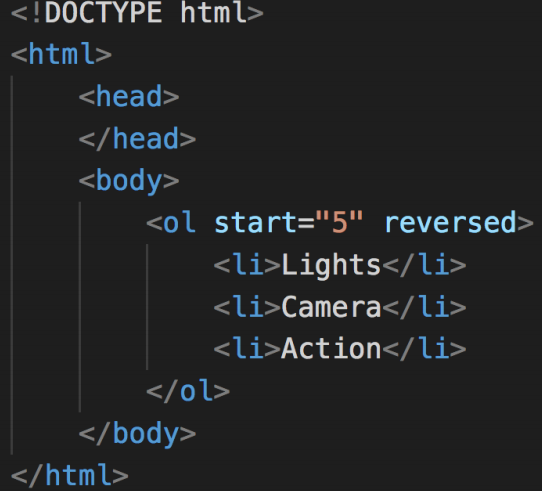 <!DOCTYPE html>
<html>
<head>
</head>
<body>
<ol start="5" reversed>
<li>Lights</li>
<li>Camera</li>
<li>Action</li>
</ol>
</body>
</html>